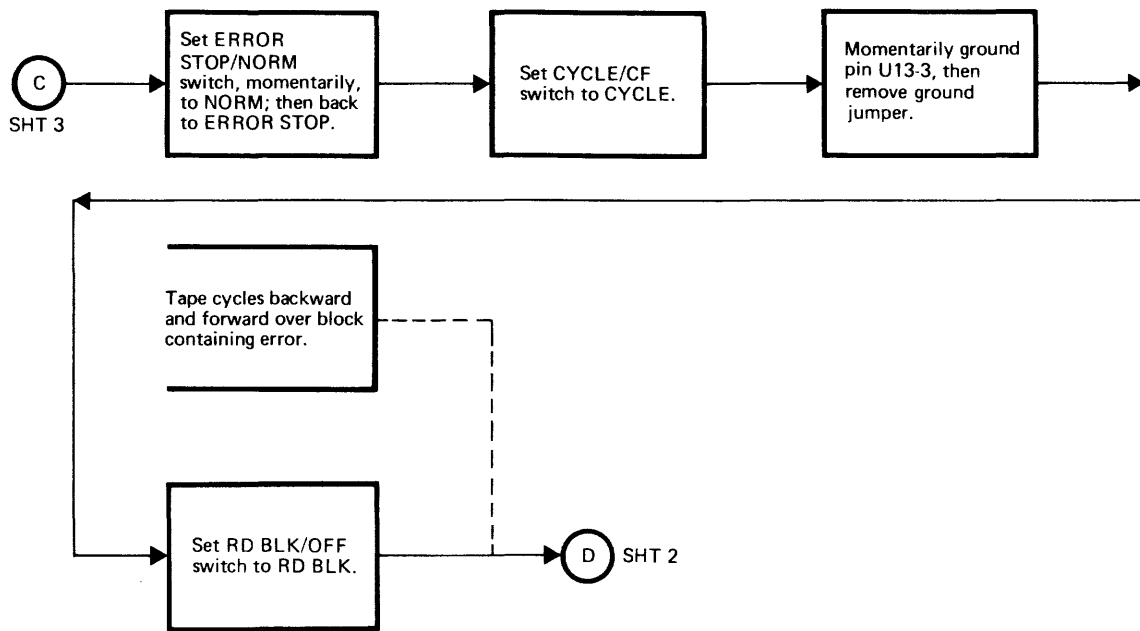 C
SHT 3
Set ERROR
STOP/NORM
switch, momentarily,
to NORM; then back
to ERROR STOP.
Set CYCLE/CF
switch to CYCLE.
Momentarily ground
pin U13-3, then
remove ground
jumper.
Tape cycles backward
and forward over block
containing error.
Set RD BLK/OFF
switch to RD BLK.
D
SHT 2